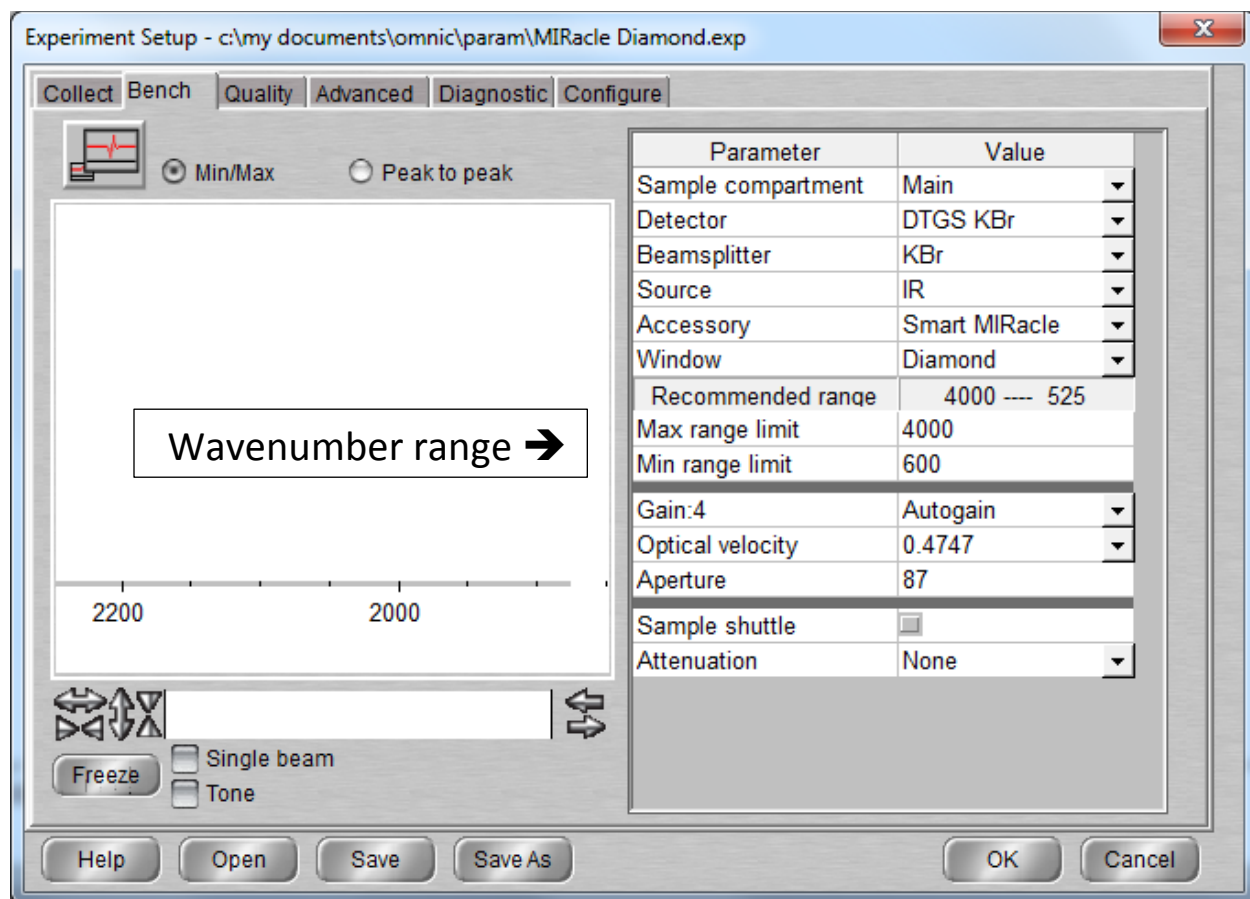 Experiment Setup - c:\my documents\omnic\param\MIRacle Diamond.exp
X
Collect Bench Quality Advanced Diagnostic Configure
Min/Max Peak to peak
Parameter Value
Sample compartment Main
Detector DTGS KBr
Beamsplitter KBr
Source IR
Accessory Smart MIRacle
Window Diamond
Recommended range 4000 ---- 525
Wavenumber range ➔
Max range limit 4000
Min range limit 600
Gain:4 Autogain
Optical velocity 0.4747
Aperture 87
2200 2000
Sample shuttle
Attenuation None
Freeze
Single beam
Tone
Help Open Save Save As OK Cancel